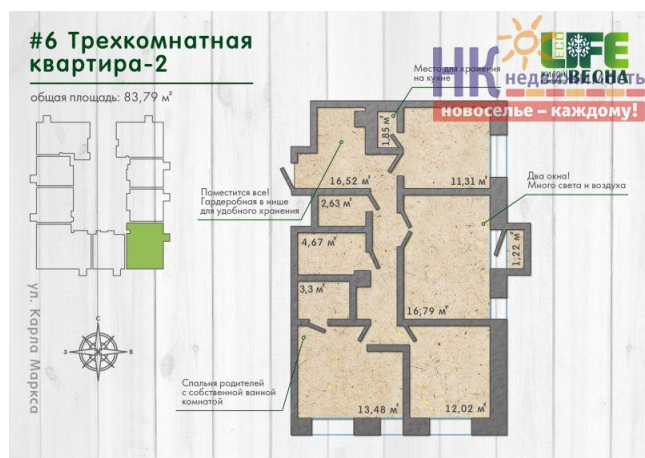 #6 Трехкомнатная
квартира-2
общая площадь: 83,79 м²
LIFE
ECO
ВЕСНА
НК
недвижимость
новоселье – каждому!
Место для хранения
на кухне
1,85 м²
16,52 м²
11,31 м²
Поместится все!
Гардеробная в нише
для удобного хранения
2,63 м²
Два окна!
Много света и воздуха
4,67 м²
1,22 м²
3,3 м²
16,79 м²
ул. Карла Маркса
С
З
В
Спальня родителей
с собственной ванной
комнатой
13,48 м²
12,02 м²